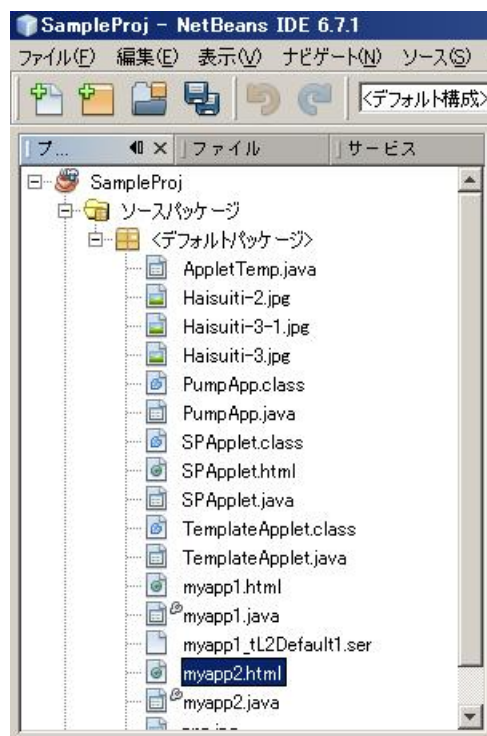 SampleProj - NetBeans IDE 6.7.1
ファイル(F) 編集(E) 表示(V) ナビゲート(N) ソース(S)
<デフォルト構成>
プ... ファイル サービス
SampleProj
ソースパッケージ
<デフォルトパッケージ>
AppletTemp.java
Haisuiti-2.jpg
Haisuiti-3-1.jpg
Haisuiti-3.jpg
PumpApp.class
PumpApp.java
SPApplet.class
SPApplet.html
SPApplet.java
TemplateApplet.class
TemplateApplet.java
myapp1.html
myapp1.java
myapp1_tL2Default1.ser
myapp2.html
myapp2.java